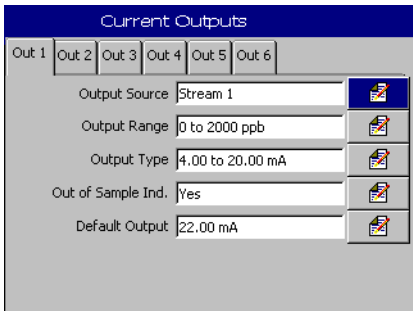 Current Outputs
Out 1 Out 2 Out 3 Out 4 Out 5 Out 6
Output Source Stream 1
Output Range 0 to 2000 ppb
Output Type 4.00 to 20.00 mA
Out of Sample Ind. Yes
Default Output 22.00 mA